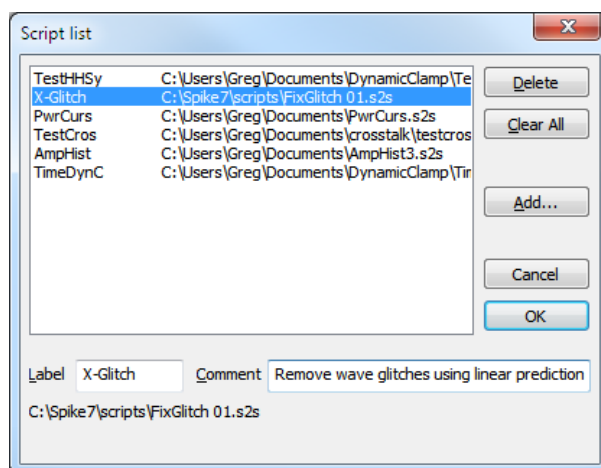 Script list
TestHHSy C:\Users\Greg\Documents\DynamicClamp\Te
X-Glitch C:\Spike7\scripts\FixGlitch 01.s2s
PwrCurs C:\Users\Greg\Documents\PwrCurs.s2s
TestCros C:\Users\Greg\Documents\crosstalk\testcros
AmpHist C:\Users\Greg\Documents\AmpHist3.s2s
TimeDynC C:\Users\Greg\Documents\DynamicClamp\Tir
Delete
Clear All
Add...
Cancel
OK
Label X-Glitch Comment Remove wave glitches using linear prediction
C:\Spike7\scripts\FixGlitch 01.s2s